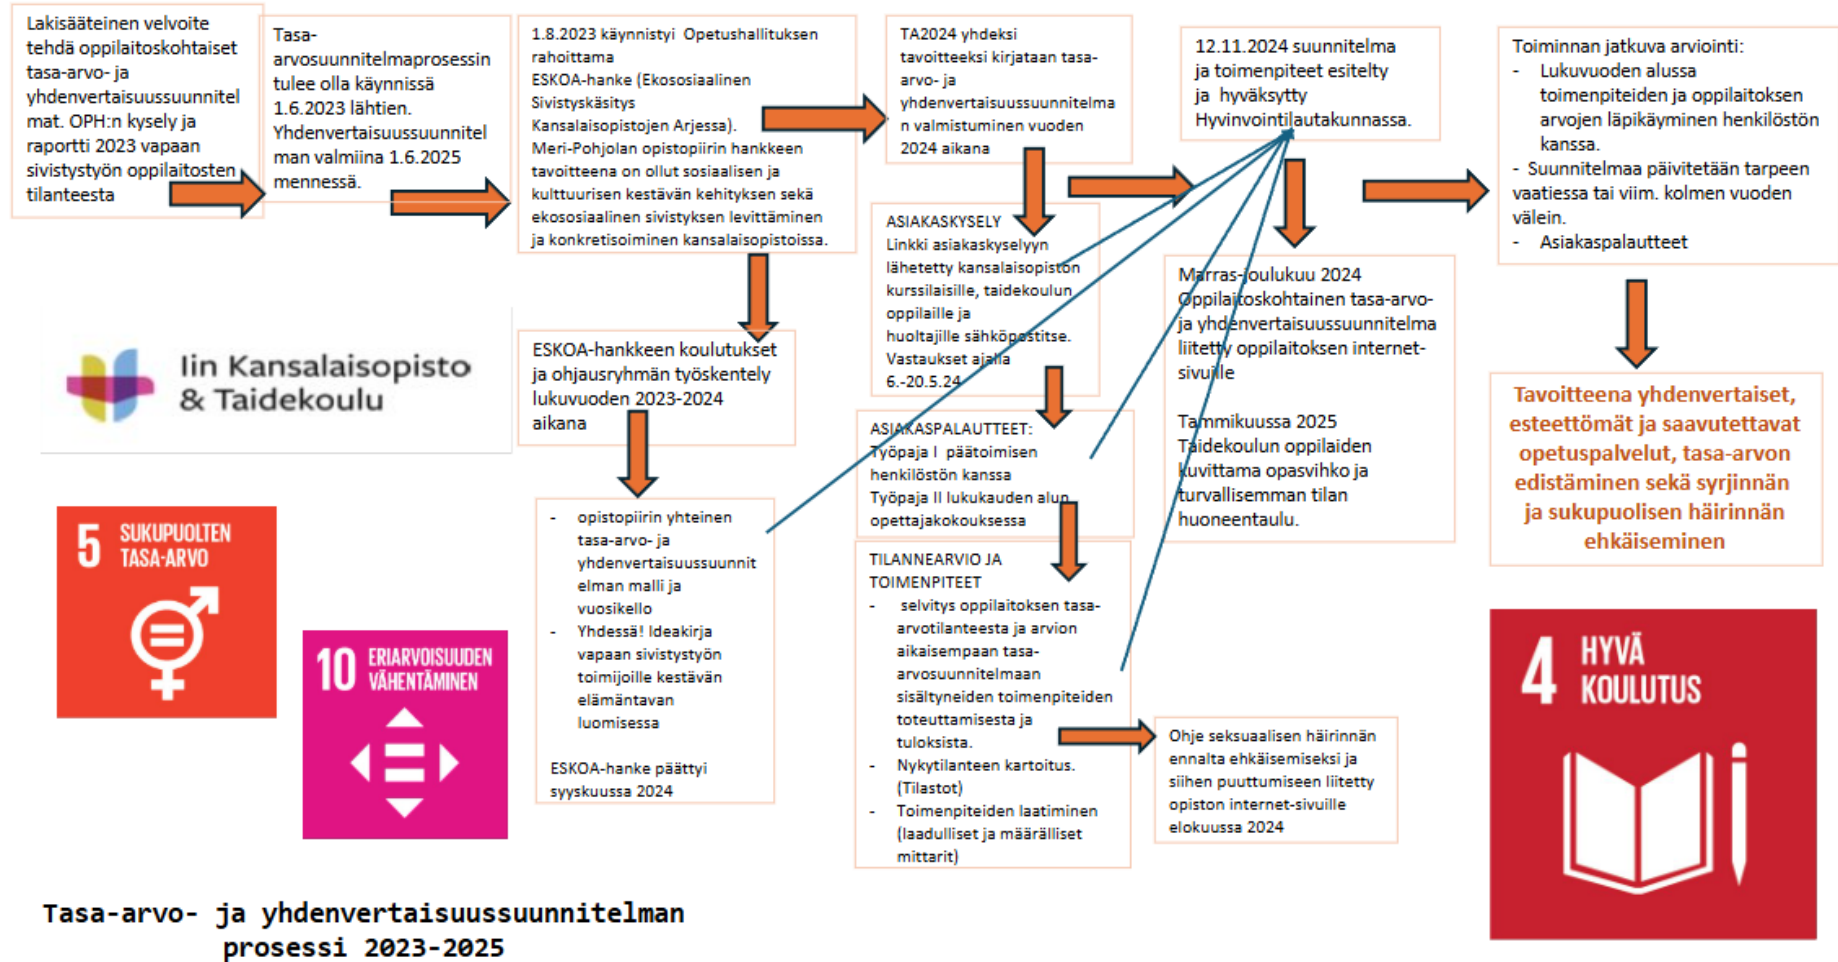 Lakisääteinen velvoite
tehdä oppilaitoskohtaiset
tasa-arvo- ja
yhdenvertaisuussuunnitel
mat. OPH:n kysely ja
raportti 2023 vapaan
sivistystyön oppilaitosten
tilanteesta
Tasa-
arvosuunnitelmaprosessin
tulee olla käynnissä
1.6.2023 lähtien.
Yhdenvertaisuussuunnitel
man valmiina 1.6.2025
mennessä.
1.8.2023 käynnistyi Opetushallituksen
rahoittama
ESKOA-hanke (Ekososiaalinen
Sivistyskäsitys
Kansalaisopistojen Arjessa).
Meri-Pohjolan opistopiirin hankkeen
tavoitteena on ollut sosiaalisen ja
kulttuurisen kestävän kehityksen sekä
ekososiaalinen sivistyksen levittäminen
ja konkretisoiminen kansalaisopistoissa.
TA2024 yhdeksi
tavoitteeksi kirjataan tasa-
arvo- ja
yhdenvertaisuussuunnitelma
n valmistuminen vuoden
2024 aikana
12.11.2024 suunnitelma
ja toimenpiteet esitelty
ja hyväksytty
Hyvinvointilautakunnassa.
Toiminnan jatkuva arviointi:
- Lukuvuoden alussa
toimenpiteiden ja oppilaitoksen
arvojen läpikäyminen henkilöstön
kanssa.
- Suunnitelmaa päivitetään tarpeen
vaatiessa tai viim. kolmen vuoden
välein.
- Asiakaspalautteet
ASIAKASKYSELY
Linkki asiakaskyselyyn
lähetetty kansalaisopiston
kurssilaisille, taidekoulun
oppilaille ja
huoltajille sähköpostitse.
Vastaukset ajalla
6.-20.5.24
Marras-joulukuu 2024
Oppilaitoskohtainen tasa-arvo-
ja yhdenvertaisuussuunnitelma
liitetty oppilaitoksen internet-
sivuille
Tammikuussa 2025
Taidekoulun oppilaiden
kuvittama opasvihko ja
turvallisemman tilan
huoneentaulu.
Iin Kansalaisopisto
& Taidekoulu
ESKOA-hankkeen koulutukset
ja ohjausryhmän työskentely
lukuvuoden 2023-2024
aikana
ASIAKASPALAUTTEET:
Työpaja I päätoimisen
henkilöstön kanssa
Työpaja II lukukauden alun
opettajakokouksessa
Tavoitteena yhdenvertaiset,
esteettömät ja saavutettavat
opetuspalvelut, tasa-arvon
edistäminen sekä syrjinnän
ja sukupuolisen häirinnän
ehkäiseminen
- opistopiirin yhteinen
tasa-arvo- ja
yhdenvertaisuussuunnit
elman malli ja
vuosikello
- Yhdessä! Ideakirja
vapaan sivistystyön
toimijoille kestävän
elämäntavan
luomisessa
ESKOA-hanke päättyi
syyskuussa 2024
TILANNEARVIO JA
TOIMENPITEET
- selvitys oppilaitoksen tasa-
arvotilanteesta ja arvion
aikaisempaan tasa-
arvosuunnitelmaan
sisältyneiden toimenpiteiden
toteuttamisesta ja
tuloksista.
- Nykytilanteen kartoitus.
(Tilastot)
- Toimenpiteiden laatiminen
(laadulliset ja määrälliset
mittarit)
Ohje seksuaalisen häirinnän
ennalta ehkäisemiseksi ja
siihen puuttumiseen liitetty
opiston internet-sivuille
elokuussa 2024
5 SUKUPUOLTEN
TASA-ARVO
10 ERIARVOISUUDEN
VÄHENTÄMINEN
4 HYVÄ
KOULUTUS
Tasa-arvo- ja yhdenvertaisuussuunnitelman
prosessi 2023-2025